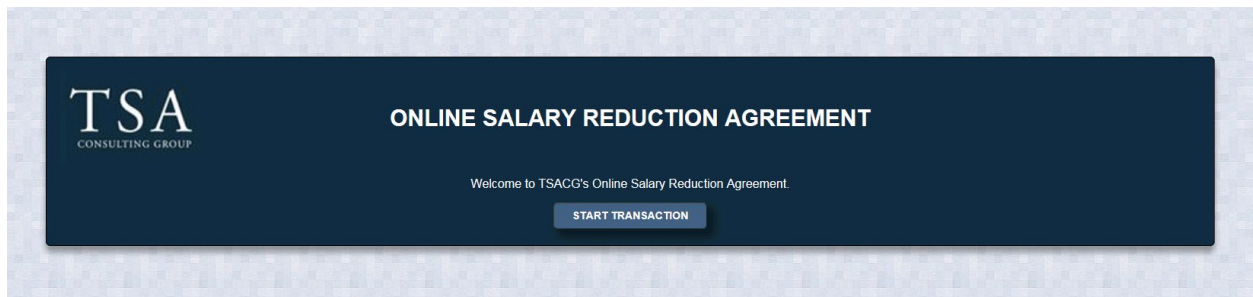 TSA
CONSULTING GROUP
ONLINE SALARY REDUCTION AGREEMENT
Welcome to TSACG's Online Salary Reduction Agreement.
START TRANSACTION